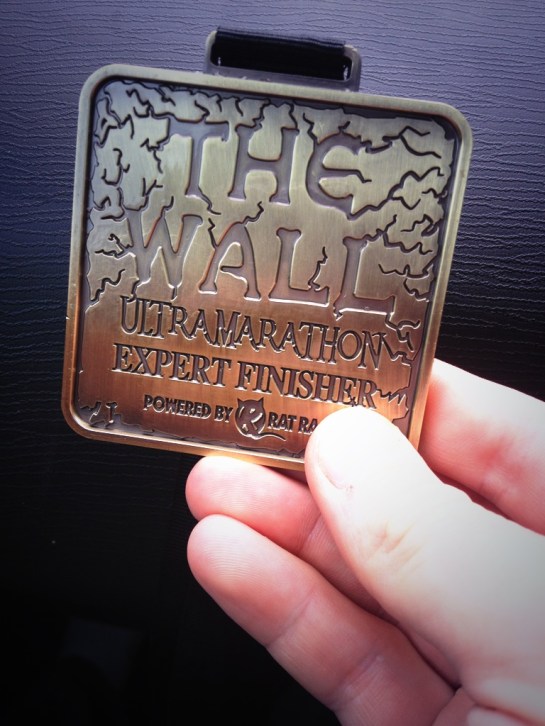 THE
WALL
ULTRAMARATHON
EXPERT FINISHER
POWERED BY RAT